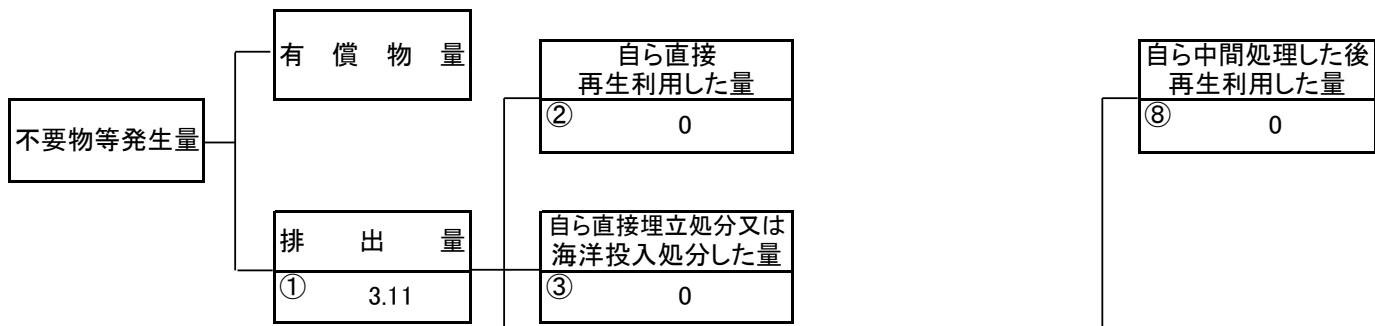 有償物量
自ら直接
再生利用した量
② 0
自ら中間処理した後
再生利用した量
⑧ 0
不要物等発生量
排出量
① 3.11
自ら直接埋立処分又は
海洋投入処分した量
③ 0